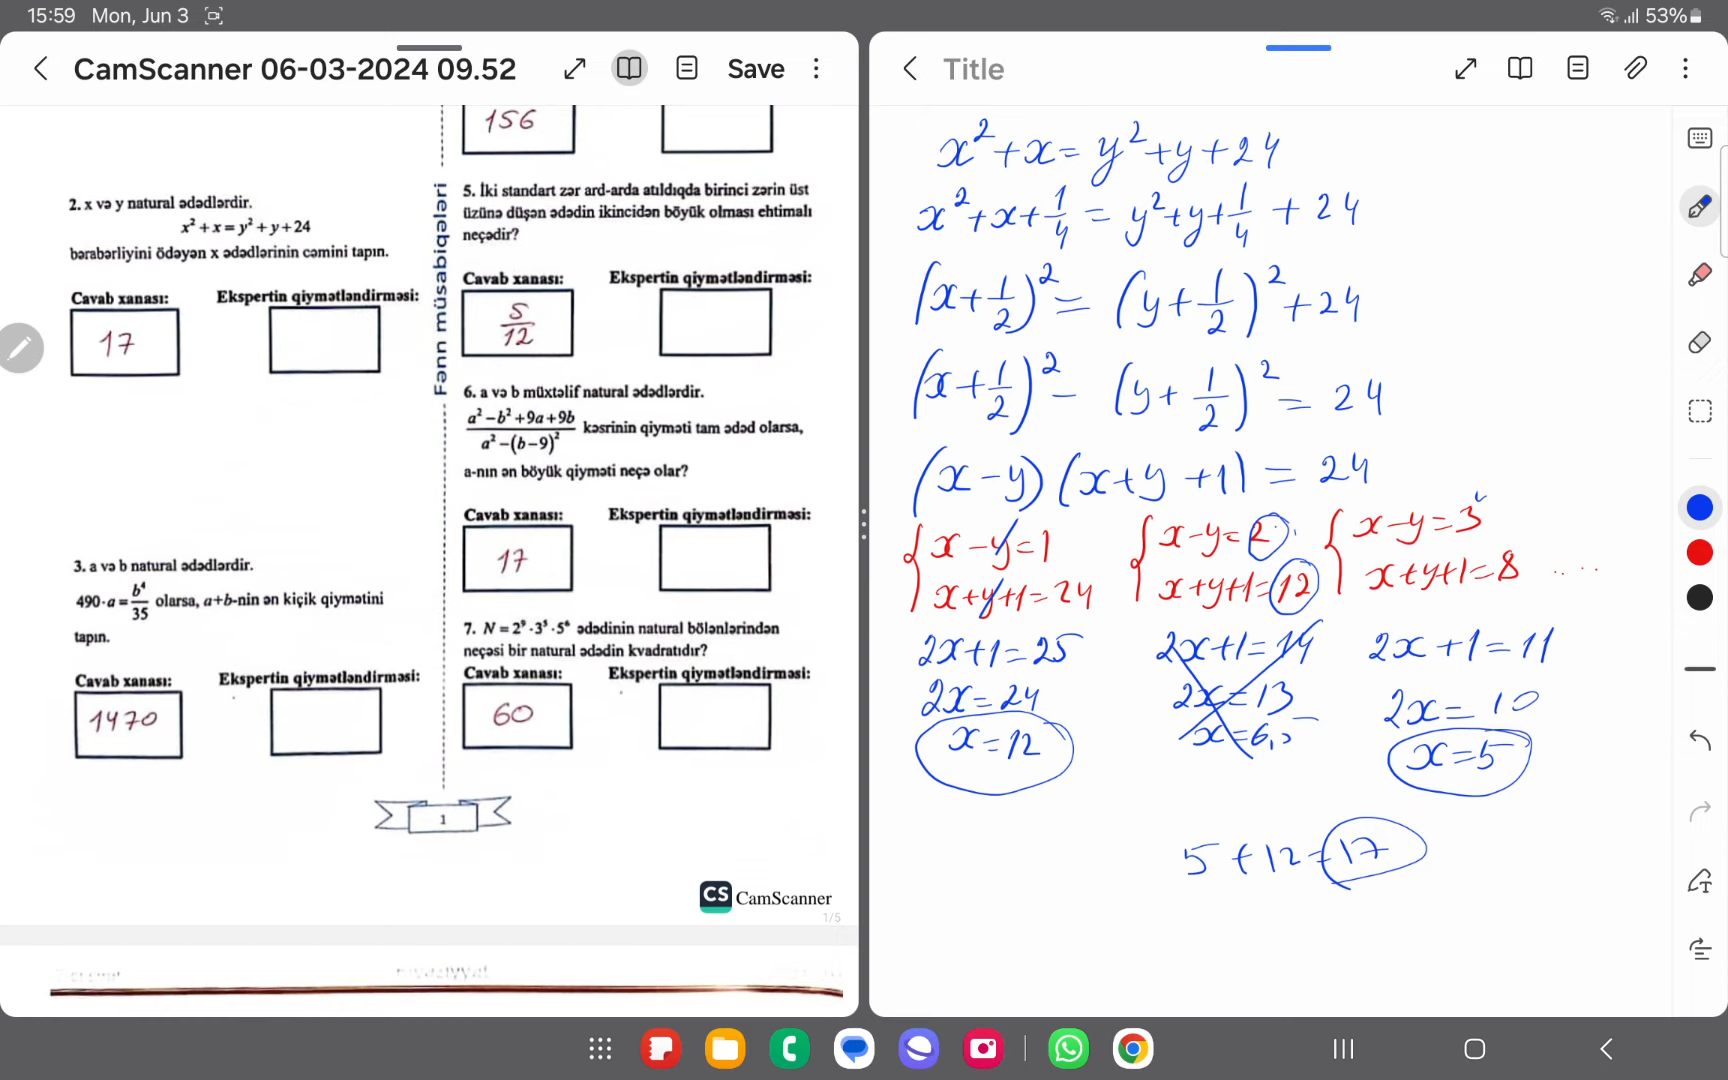 15:59 Mon, Jun 3
53%
CamScanner 06-03-2024 09.52
Save
156
2. x və y natural ədədlərdir.
x² + x = y² + y + 24
bərabərliyini ödəyən x ədədlərinin cəmini tapın.
Cavab xanası: Ekspertin qiymətləndirməsi:
17
3. a və b natural ədədlərdir.
490·a = b⁴/35 olarsa, a+b-nin ən kiçik qiymətini
tapın.
Cavab xanası: Ekspertin qiymətləndirməsi:
1470
Fənn müsabiqələri
5. İki standart zər ard-arda atıldıqda birinci zərin üst
üzünə düşən ədədin ikincidən böyük olması ehtimalı
neçədir?
Cavab xanası: Ekspertin qiymətləndirməsi:
5/12
6. a və b müxtəlif natural ədədlərdir.
(a² − b² + 9a + 9b)/(a² − (b − 9)²) kəsrinin qiyməti tam ədəd olarsa,
a-nın ən böyük qiyməti neçə olar?
Cavab xanası: Ekspertin qiymətləndirməsi:
17
7. N = 2⁹·3⁵·5⁶ ədədinin natural bölənlərindən
neçəsi bir natural ədədin kvadratıdır?
Cavab xanası: Ekspertin qiymətləndirməsi:
60
1
CS CamScanner
1/5
Title
x² + x = y² + y + 24
x² + x + 1/4 = y² + y + 1/4 + 24
(x + 1/2)² = (y + 1/2)² + 24
(x + 1/2)² − (y + 1/2)² = 24
(x − y)(x + y + 1) = 24
x − y = 1 x − y = 2 x − y = 3
x + y + 1 = 24 x + y + 1 = 12 x + y + 1 = 8 ....
2x + 1 = 25 2x + 1 = 14 2x + 1 = 11
2x = 24 2x = 13 2x = 10
x = 12 x = 6,5 x = 5
5 + 12 = 17